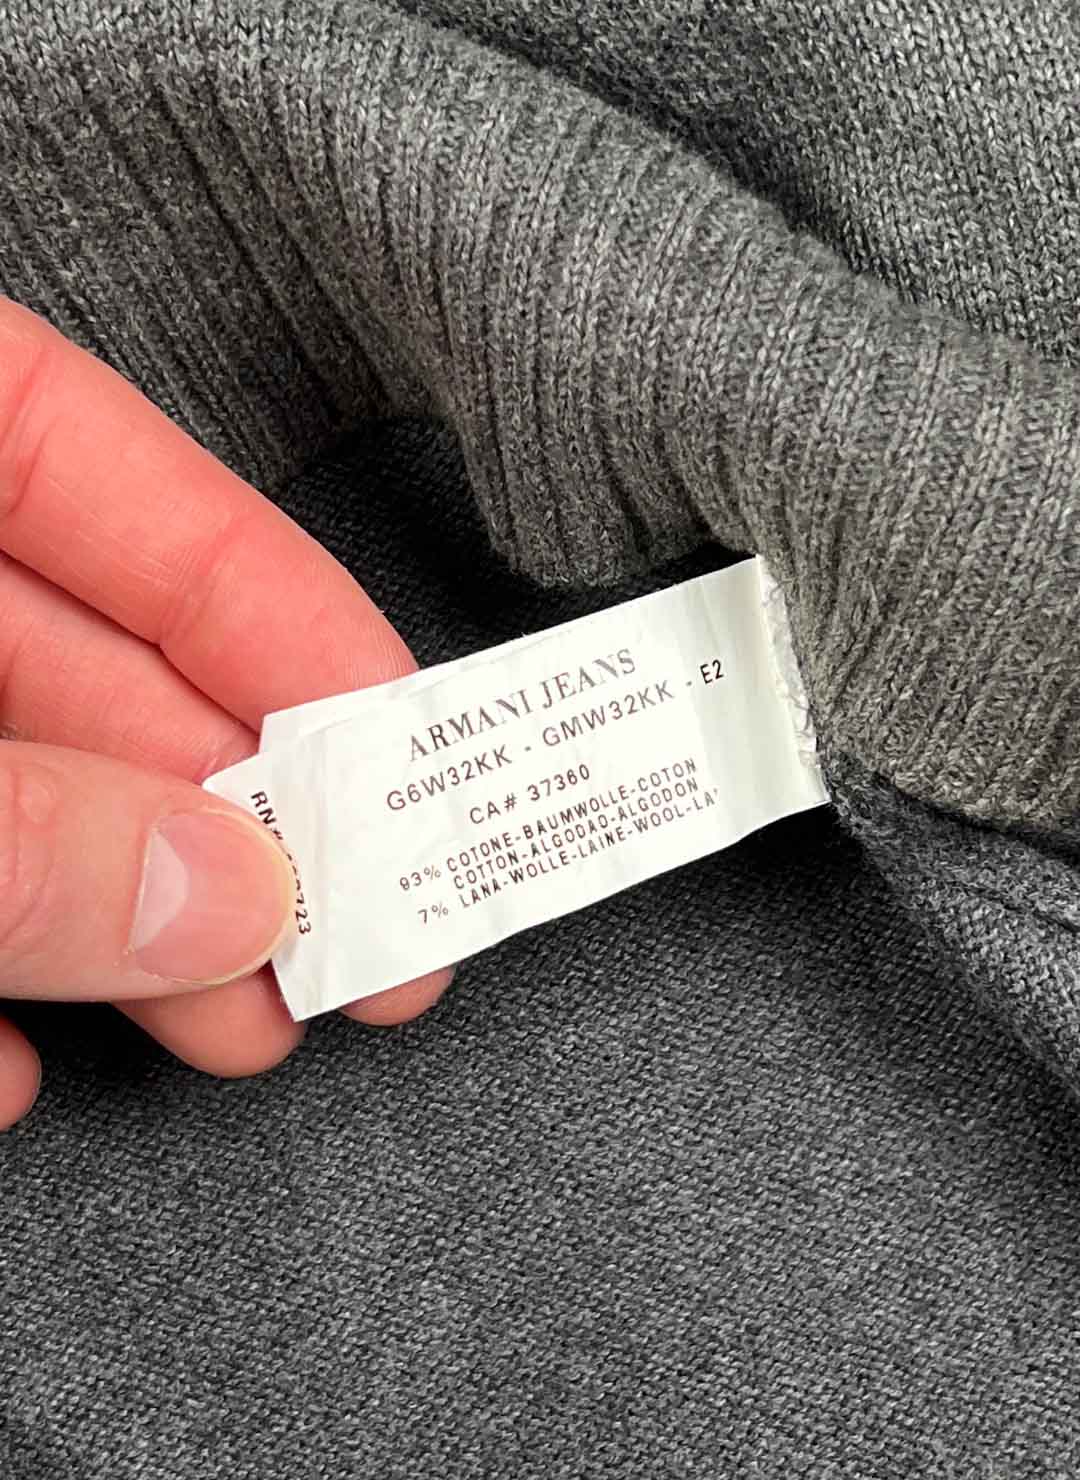 ARMANI JEANS
G6W32KK - GMW32KK - E2
CA# 37360
93% COTONE-BAUMWOLLE-COTON
COTTON-ALGODAO-ALGODON
7% LANA-WOLLE-LAINE-WOOL-LA'
RN#